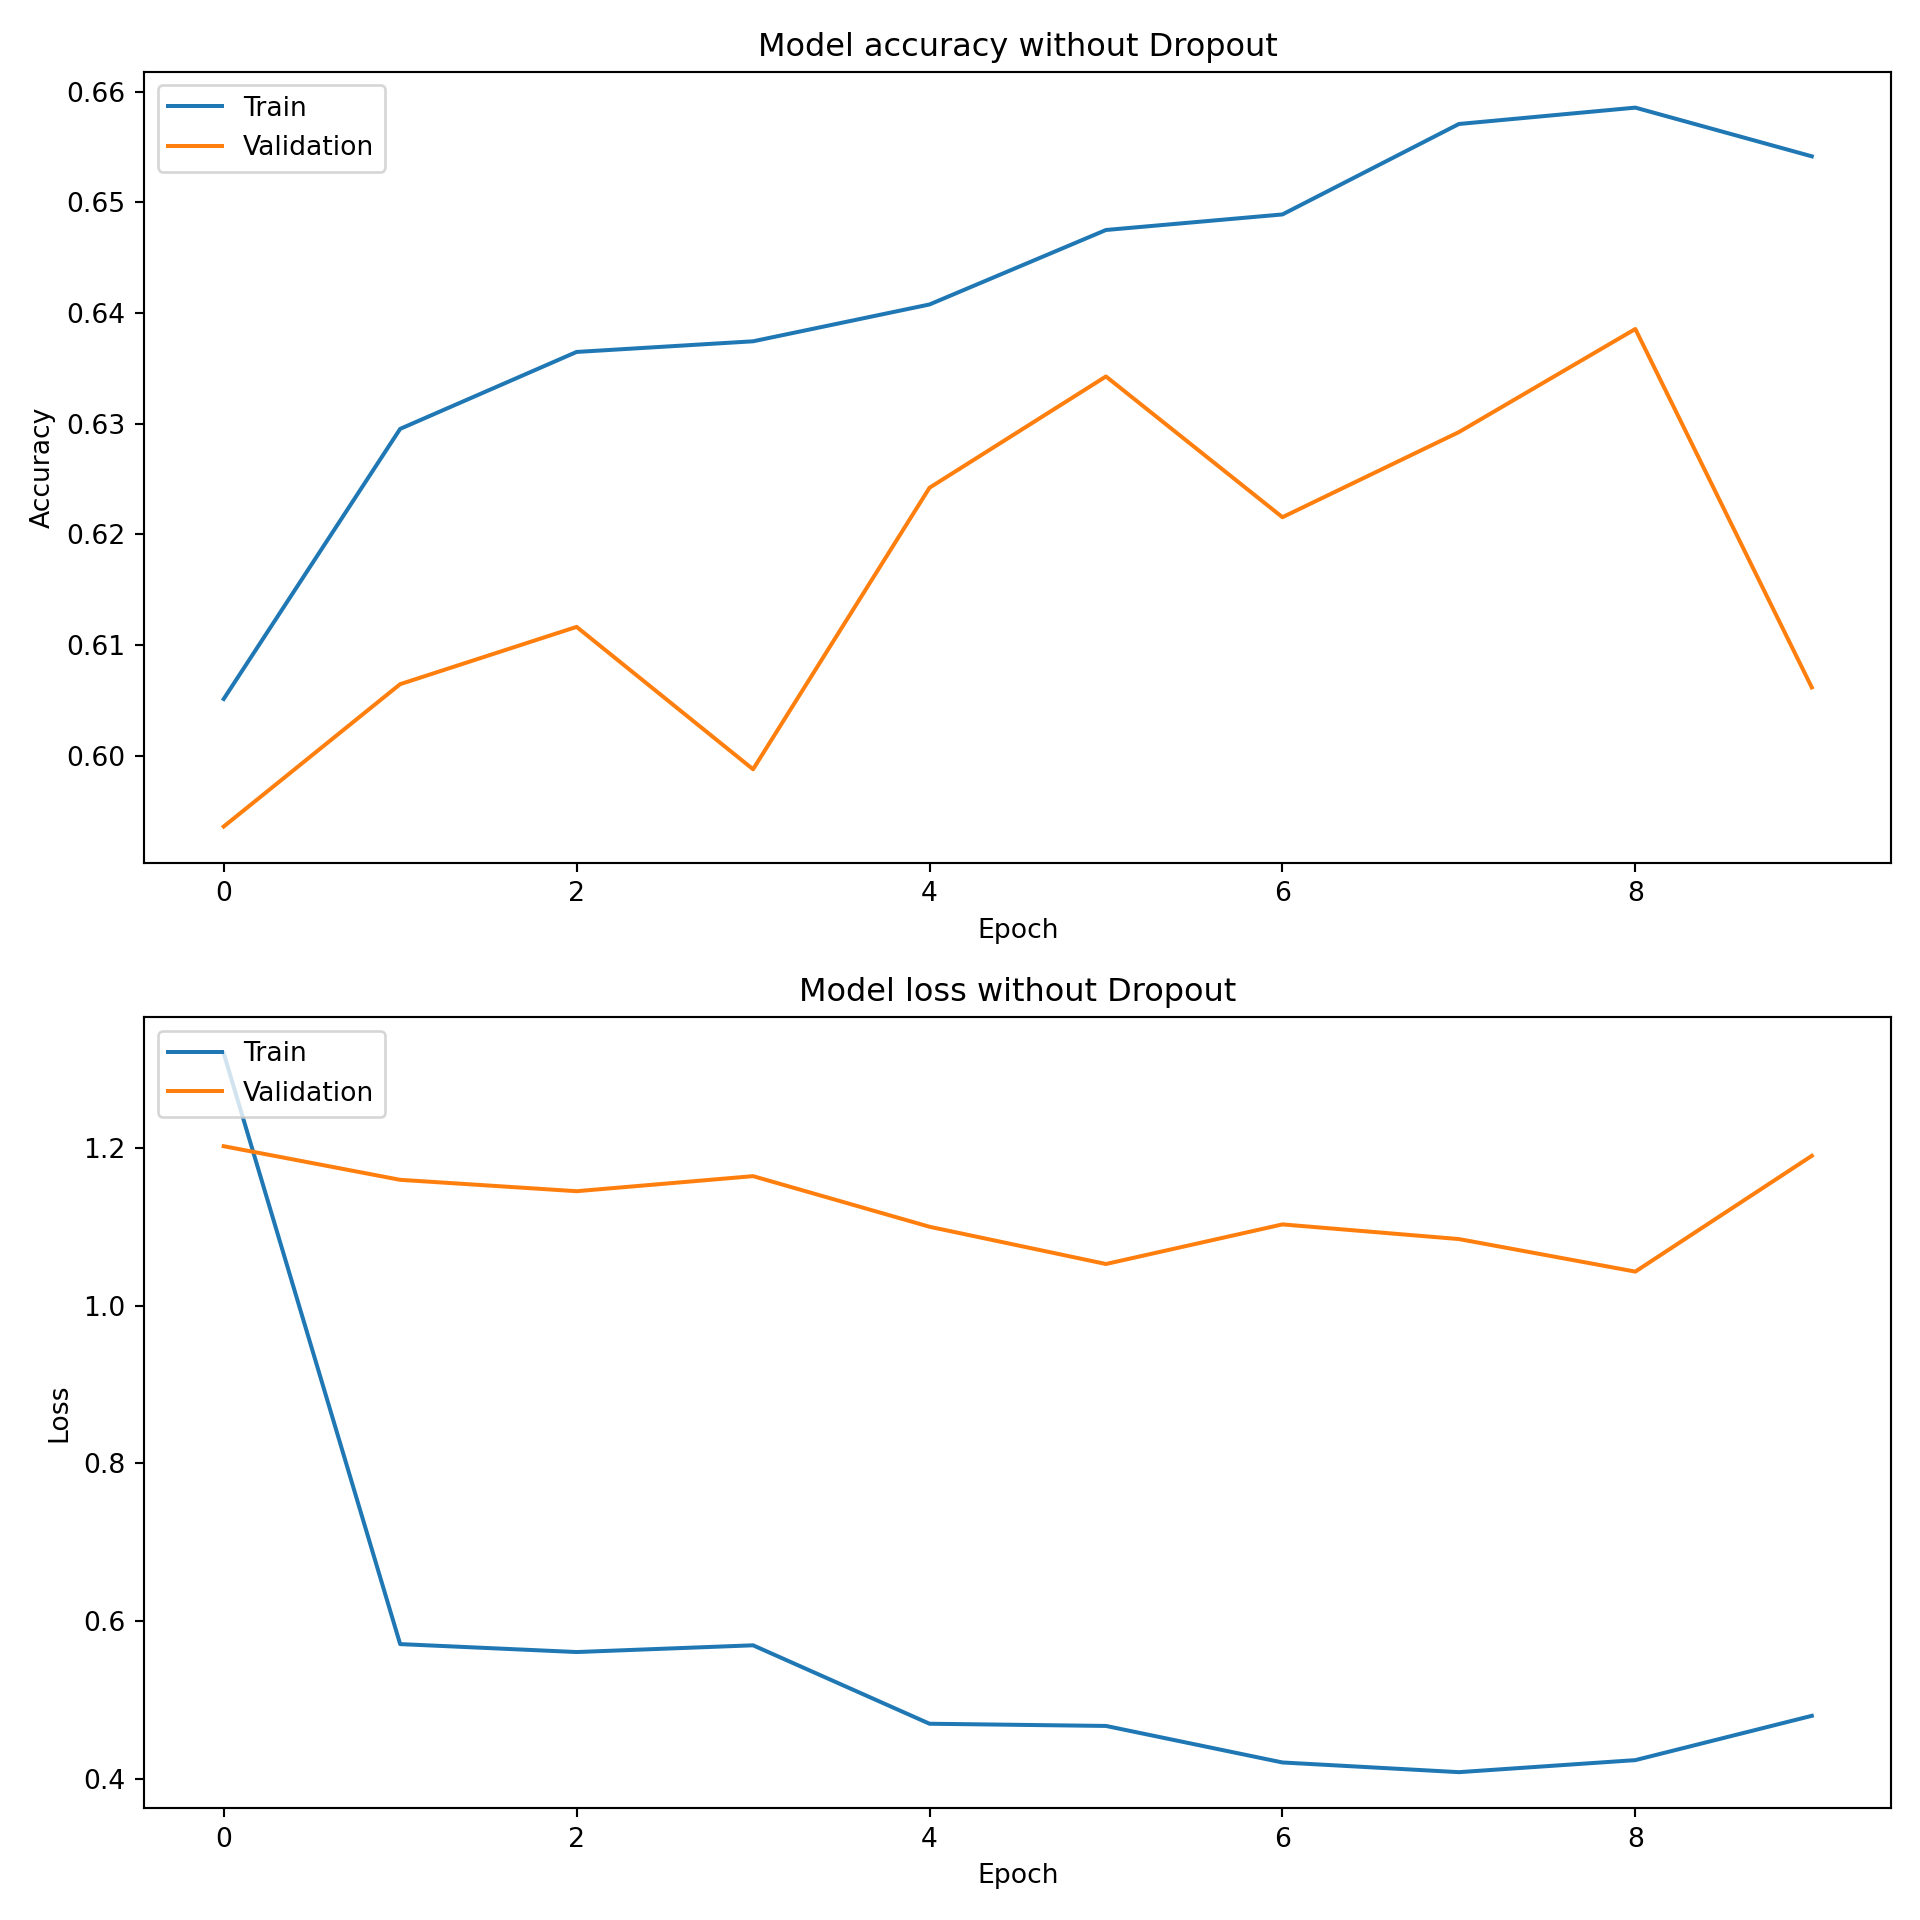 Model accuracy without Dropout
Train
Validation
0.66
0.65
0.64
0.63
0.62
0.61
0.60
Accuracy
0 2 4 6 8
Epoch
Model loss without Dropout
Train
Validation
1.2
1.0
0.8
0.6
0.4
Loss
0 2 4 6 8
Epoch